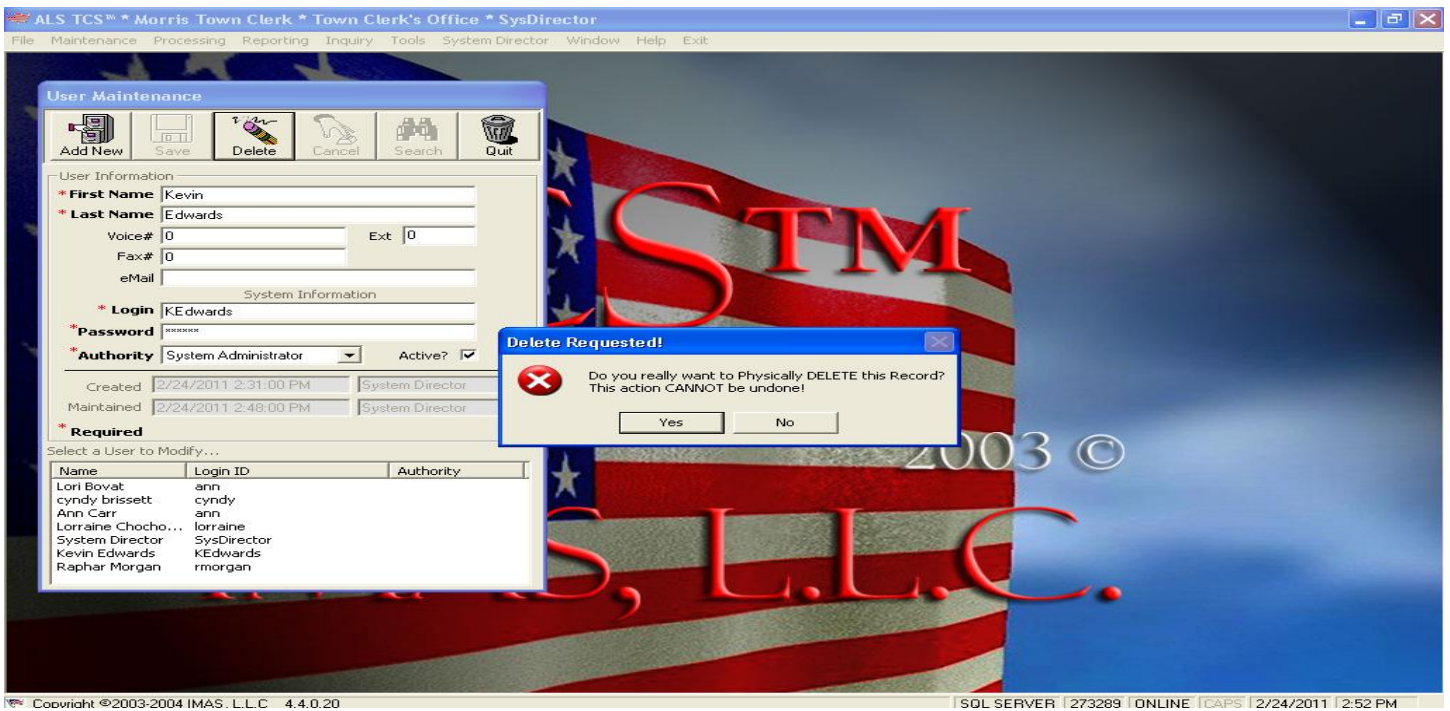 ALS TCS™ * Morris Town Clerk * Town Clerk's Office * SysDirector
File Maintenance Processing Reporting Inquiry Tools System Director Window Help Exit
User Maintenance
Add New Save Delete Cancel Search Quit
User Information
* First Name Kevin
* Last Name Edwards
Voice# 0 Ext 0
Fax# 0
eMail
System Information
* Login KEdwards
*Password ******
*Authority System Administrator Active?
Created 2/24/2011 2:31:00 PM System Director
Maintained 2/24/2011 2:48:00 PM System Director
* Required
Select a User to Modify...
Name Login ID Authority
Lori Bovat ann
cyndy brissett cyndy
Ann Carr ann
Lorraine Chocho... lorraine
System Director SysDirector
Kevin Edwards KEdwards
Raphar Morgan rmorgan
Delete Requested!
Do you really want to Physically DELETE this Record?
This action CANNOT be undone!
Yes No
TM
2003 ©
, L.L.C.
Copyright ©2003-2004 IMAS, L.L.C 4.4.0.20 SQL SERVER 273289 ONLINE CAPS 2/24/2011 2:52 PM